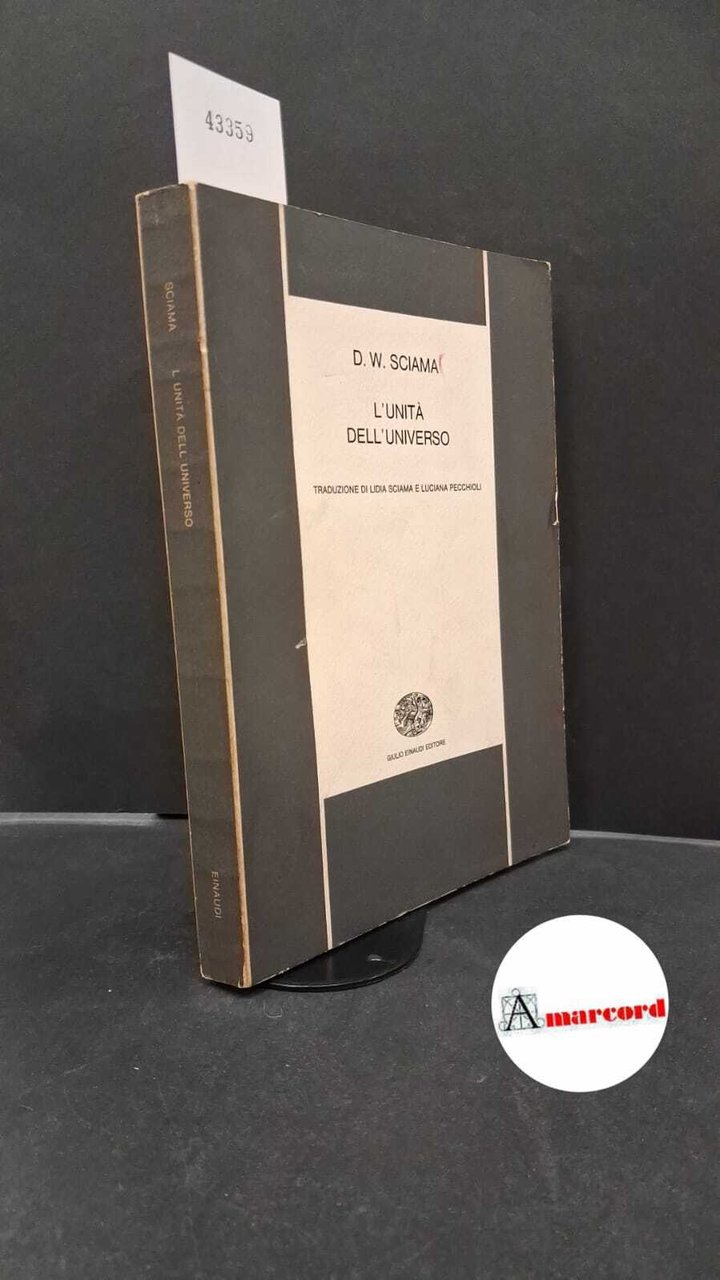 43359
SCIAMA L'UNITÀ DELL'UNIVERSO
EINAUDI
D. W. SCIAMA
L'UNITÀ
DELL'UNIVERSO
TRADUZIONE DI LIDIA SCIAMA E LUCIANA PECCHIOLI
GIULIO EINAUDI EDITORE
Amarcord